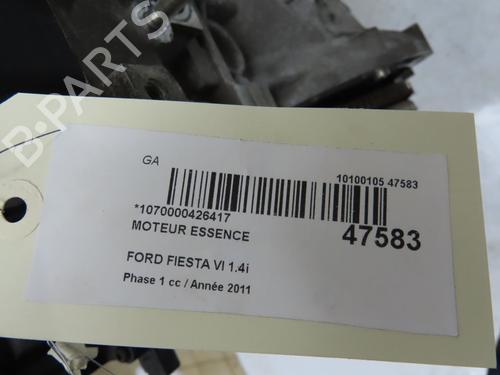 B-PARTS
GA
10100105 47583
*1070000426417
47583
MOTEUR ESSENCE
FORD FIESTA VI 1.4i
Phase 1 cc / Année 2011